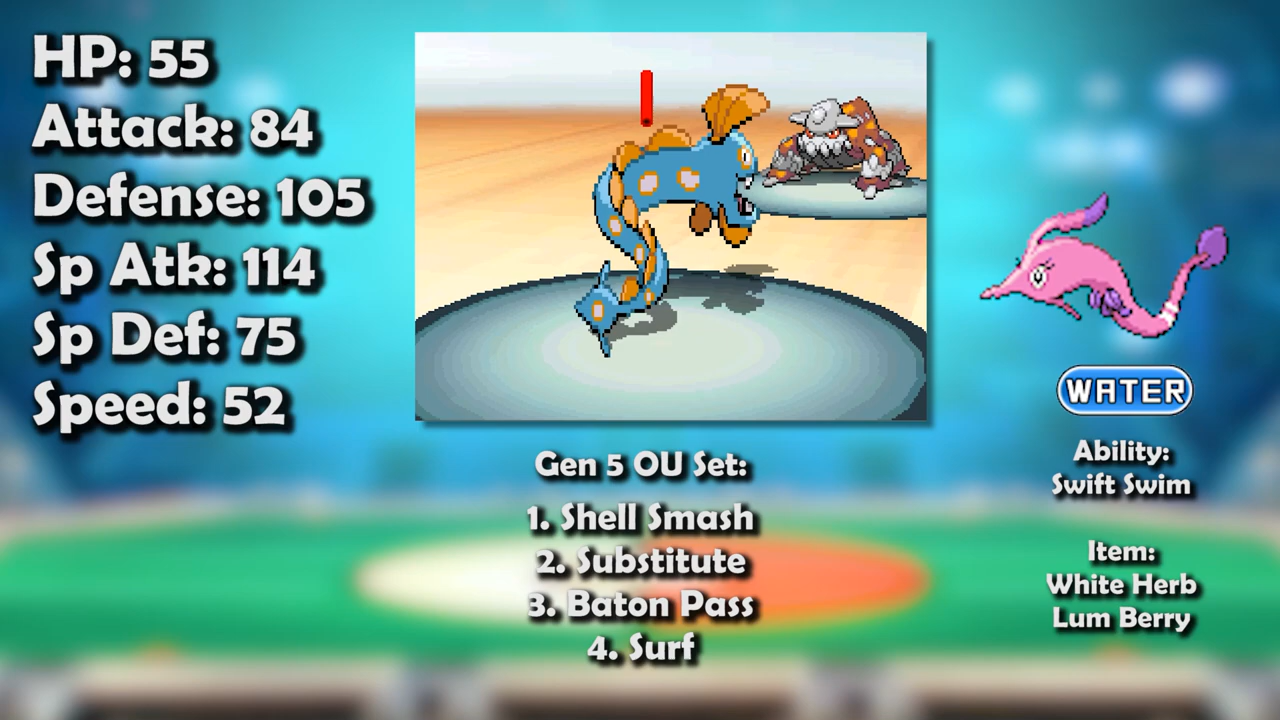 HP: 55
Attack: 84
Defense: 105
Sp Atk: 114
Sp Def: 75
Speed: 52
Gen 5 OU Set:
1. Shell Smash
2. Substitute
3. Baton Pass
4. Surf
WATER
Ability:
Swift Swim
Item:
White Herb
Lum Berry